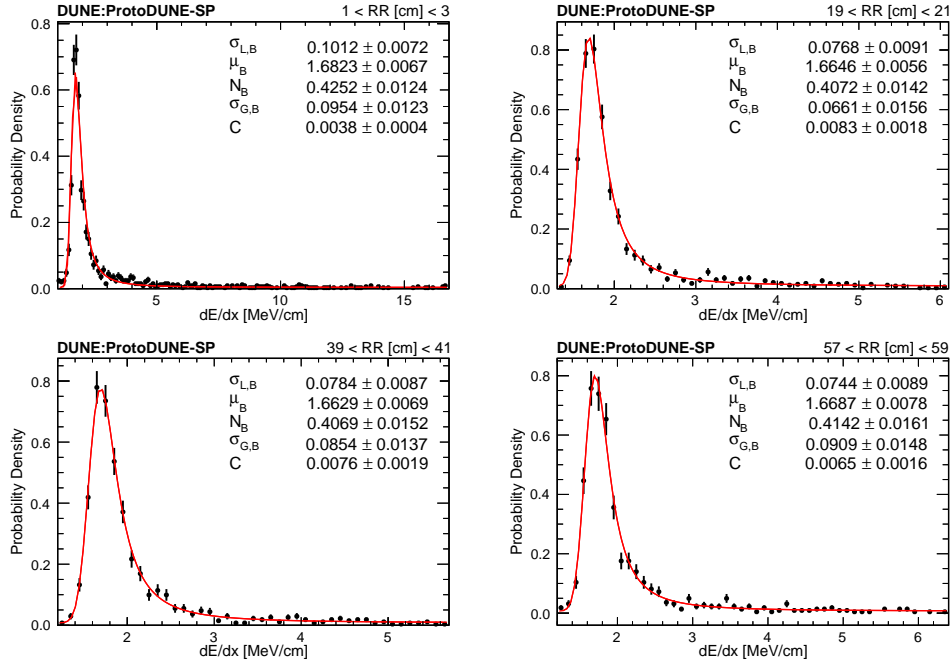 DUNE:ProtoDUNE-SP 1 < RR [cm] < 3
σL,B 0.1012 ± 0.0072
μB 1.6823 ± 0.0067
NB 0.4252 ± 0.0124
σG,B 0.0954 ± 0.0123
C 0.0038 ± 0.0004
Probability Density
0.8
0.6
0.4
0.2
0.0
5 10 15
dE/dx [MeV/cm]
DUNE:ProtoDUNE-SP 19 < RR [cm] < 21
σL,B 0.0768 ± 0.0091
μB 1.6646 ± 0.0056
NB 0.4072 ± 0.0142
σG,B 0.0661 ± 0.0156
C 0.0083 ± 0.0018
Probability Density
0.8
0.6
0.4
0.2
0.0
2 3 4 5 6
dE/dx [MeV/cm]
DUNE:ProtoDUNE-SP 39 < RR [cm] < 41
σL,B 0.0784 ± 0.0087
μB 1.6629 ± 0.0069
NB 0.4069 ± 0.0152
σG,B 0.0854 ± 0.0137
C 0.0076 ± 0.0019
Probability Density
0.8
0.6
0.4
0.2
0.0
2 3 4 5
dE/dx [MeV/cm]
DUNE:ProtoDUNE-SP 57 < RR [cm] < 59
σL,B 0.0744 ± 0.0089
μB 1.6687 ± 0.0078
NB 0.4142 ± 0.0161
σG,B 0.0909 ± 0.0148
C 0.0065 ± 0.0016
Probability Density
0.8
0.6
0.4
0.2
0.0
2 3 4 5 6
dE/dx [MeV/cm]